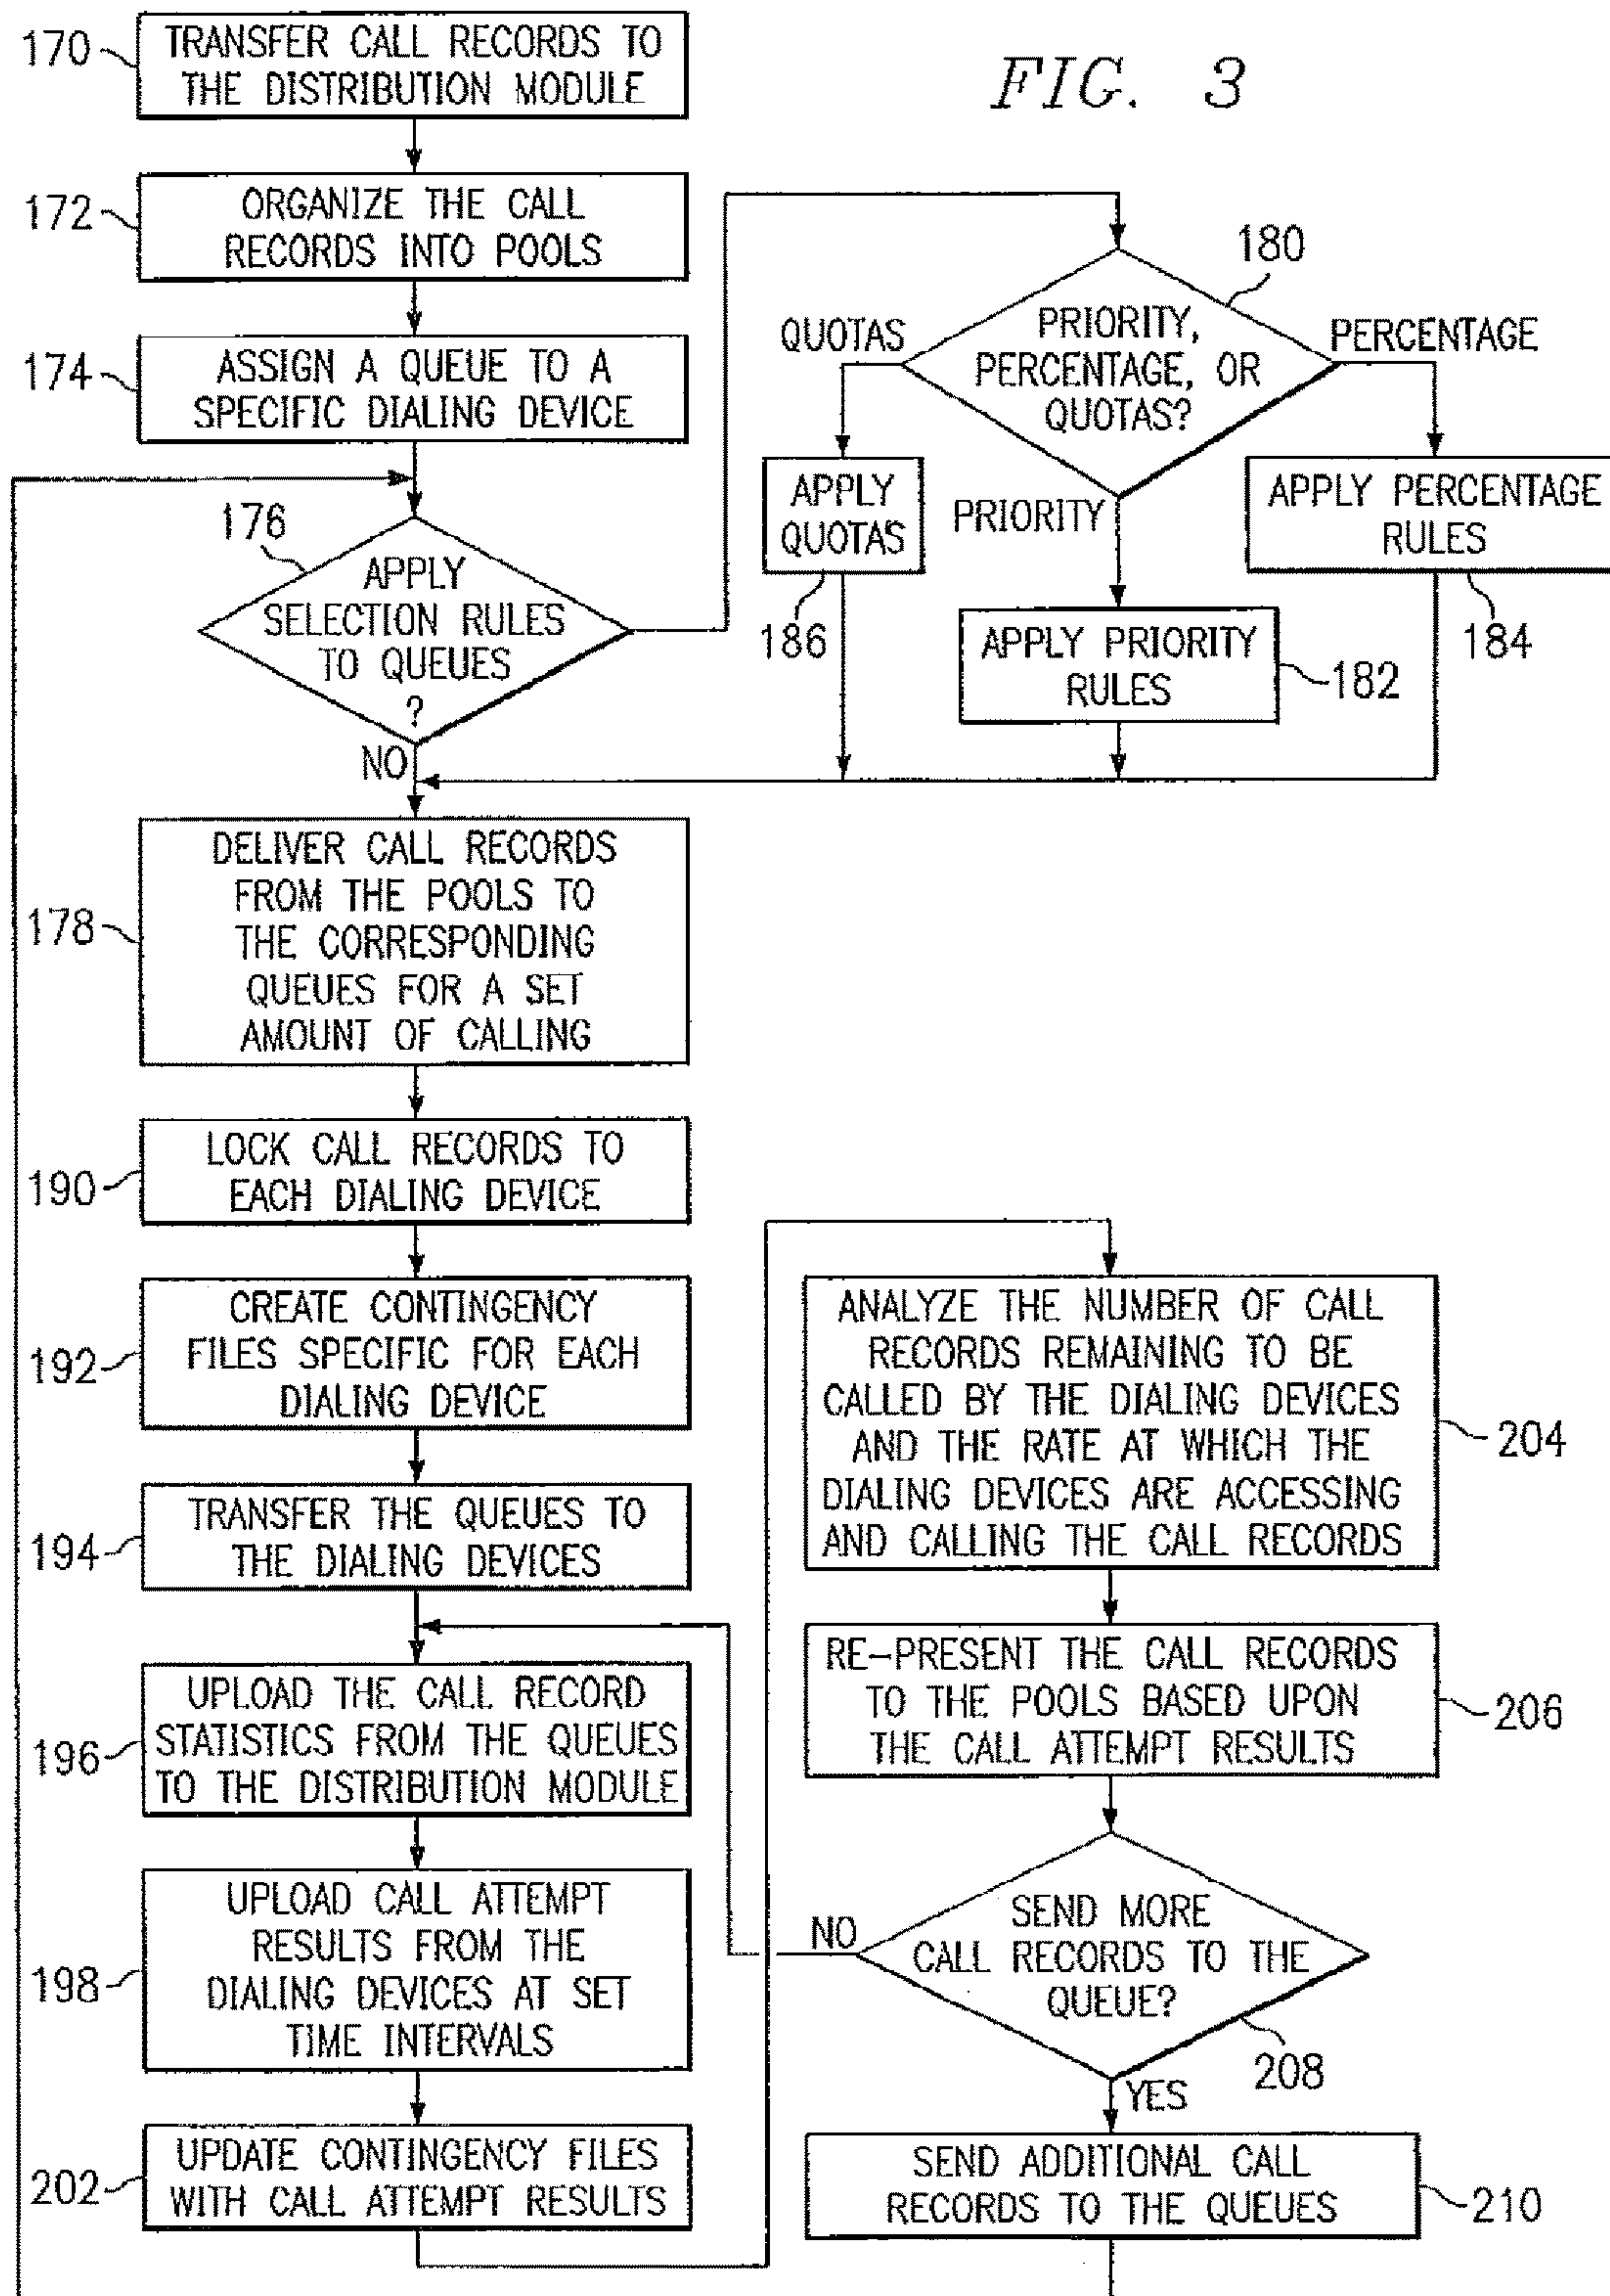 FIG. 3
170
TRANSFER CALL RECORDS TO
THE DISTRIBUTION MODULE
172
ORGANIZE THE CALL
RECORDS INTO POOLS
174
ASSIGN A QUEUE TO A
SPECIFIC DIALING DEVICE
176
APPLY
SELECTION RULES
TO QUEUES
?
NO
180
PRIORITY,
PERCENTAGE, OR
QUOTAS?
QUOTAS
PERCENTAGE
PRIORITY
APPLY
QUOTAS
186
APPLY PRIORITY
RULES
182
APPLY PERCENTAGE
RULES
184
178
DELIVER CALL RECORDS
FROM THE POOLS TO
THE CORRESPONDING
QUEUES FOR A SET
AMOUNT OF CALLING
190
LOCK CALL RECORDS TO
EACH DIALING DEVICE
192
CREATE CONTINGENCY
FILES SPECIFIC FOR EACH
DIALING DEVICE
194
TRANSFER THE QUEUES TO
THE DIALING DEVICES
196
UPLOAD THE CALL RECORD
STATISTICS FROM THE QUEUES
TO THE DISTRIBUTION MODULE
198
UPLOAD CALL ATTEMPT
RESULTS FROM THE
DIALING DEVICES AT SET
TIME INTERVALS
202
UPDATE CONTINGENCY FILES
WITH CALL ATTEMPT RESULTS
ANALYZE THE NUMBER OF CALL
RECORDS REMAINING TO BE
CALLED BY THE DIALING DEVICES
AND THE RATE AT WHICH THE
DIALING DEVICES ARE ACCESSING
AND CALLING THE CALL RECORDS
204
RE-PRESENT THE CALL RECORDS
TO THE POOLS BASED UPON
THE CALL ATTEMPT RESULTS
206
SEND MORE
CALL RECORDS TO THE
QUEUE?
NO
208
YES
SEND ADDITIONAL CALL
RECORDS TO THE QUEUES
210